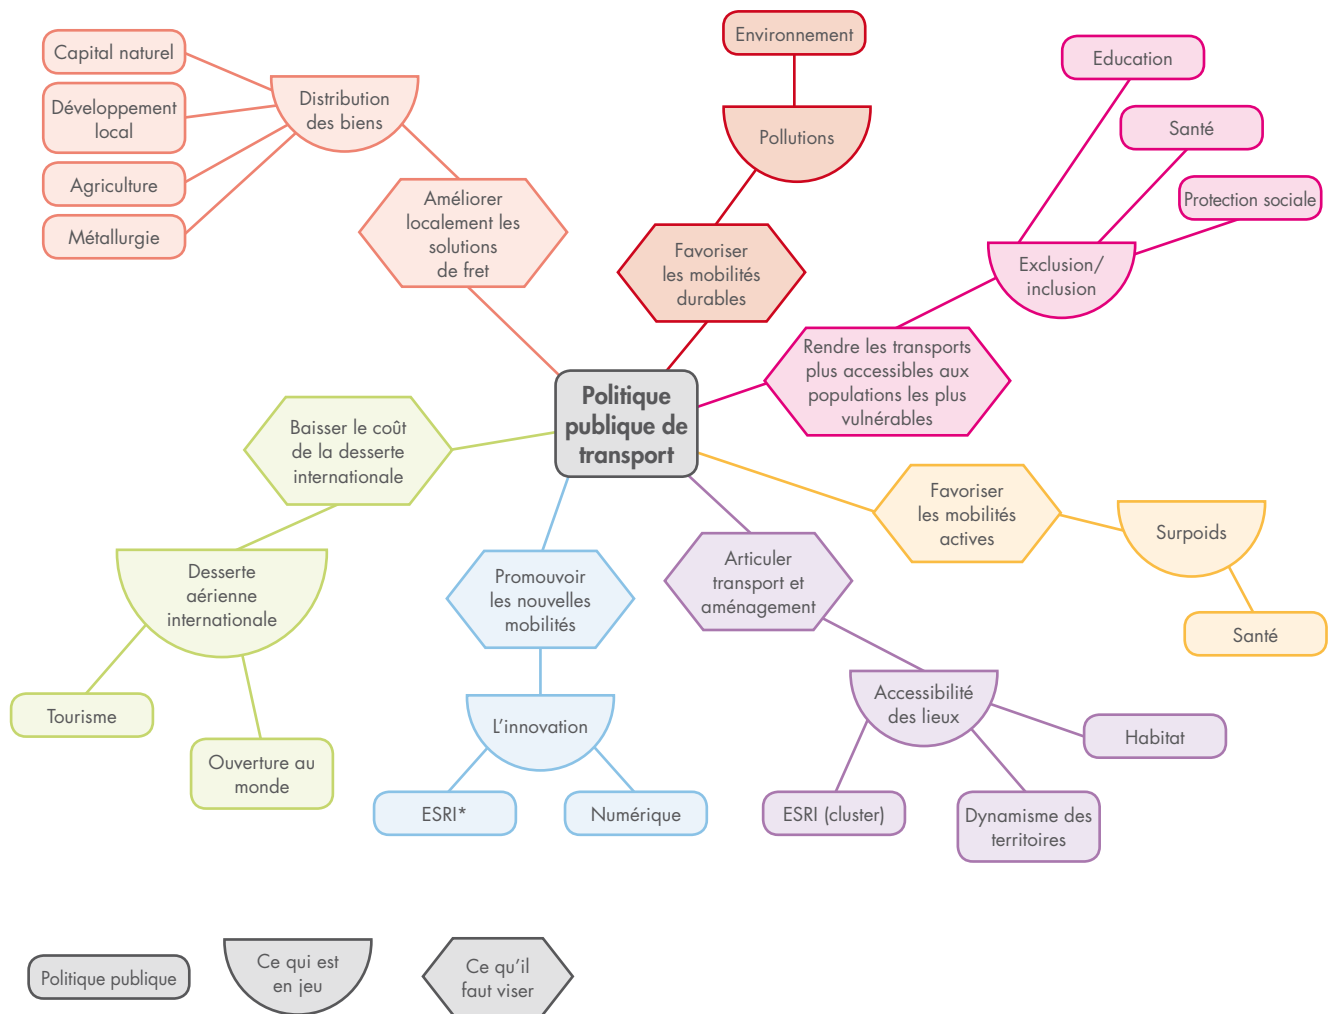 Capital naturel
Développement
local
Agriculture
Métallurgie
Distribution
des biens
Améliorer
localement les
solutions
de fret
Environnement
Pollutions
Favoriser
les mobilités
durables
Education
Santé
Protection sociale
Exclusion/
inclusion
Rendre les transports
plus accessibles aux
populations les plus
vulnérables
Politique
publique de
transport
Baisser le coût
de la desserte
internationale
Desserte
aérienne
internationale
Tourisme
Ouverture au
monde
Promouvoir
les nouvelles
mobilités
L'innovation
ESRI*
Numérique
Articuler
transport et
aménagement
Accessibilité
des lieux
ESRI (cluster)
Dynamisme des
territoires
Habitat
Favoriser
les mobilités
actives
Surpoids
Santé
Politique publique
Ce qui est
en jeu
Ce qu'il
faut viser